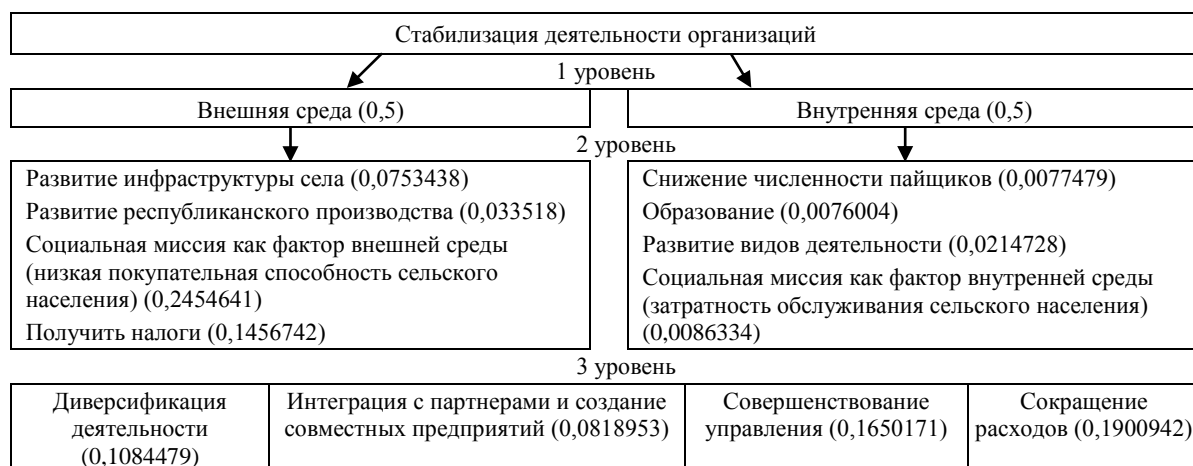 Стабилизация деятельности организаций
1 уровень
Внешняя среда (0,5)
Внутренняя среда (0,5)
2 уровень
Развитие инфраструктуры села (0,0753438)
Развитие республиканского производства (0,033518)
Социальная миссия как фактор внешней среды
(низкая покупательная способность сельского
населения) (0,2454641)
Получить налоги (0,1456742)
Снижение численности пайщиков (0,0077479)
Образование (0,0076004)
Развитие видов деятельности (0,0214728)
Социальная миссия как фактор внутренней среды
(затратность обслуживания сельского населения)
(0,0086334)
3 уровень
Диверсификация
деятельности
(0,1084479)
Интеграция с партнерами и создание
совместных предприятий (0,0818953)
Совершенствование
управления (0,1650171)
Сокращение
расходов (0,1900942)